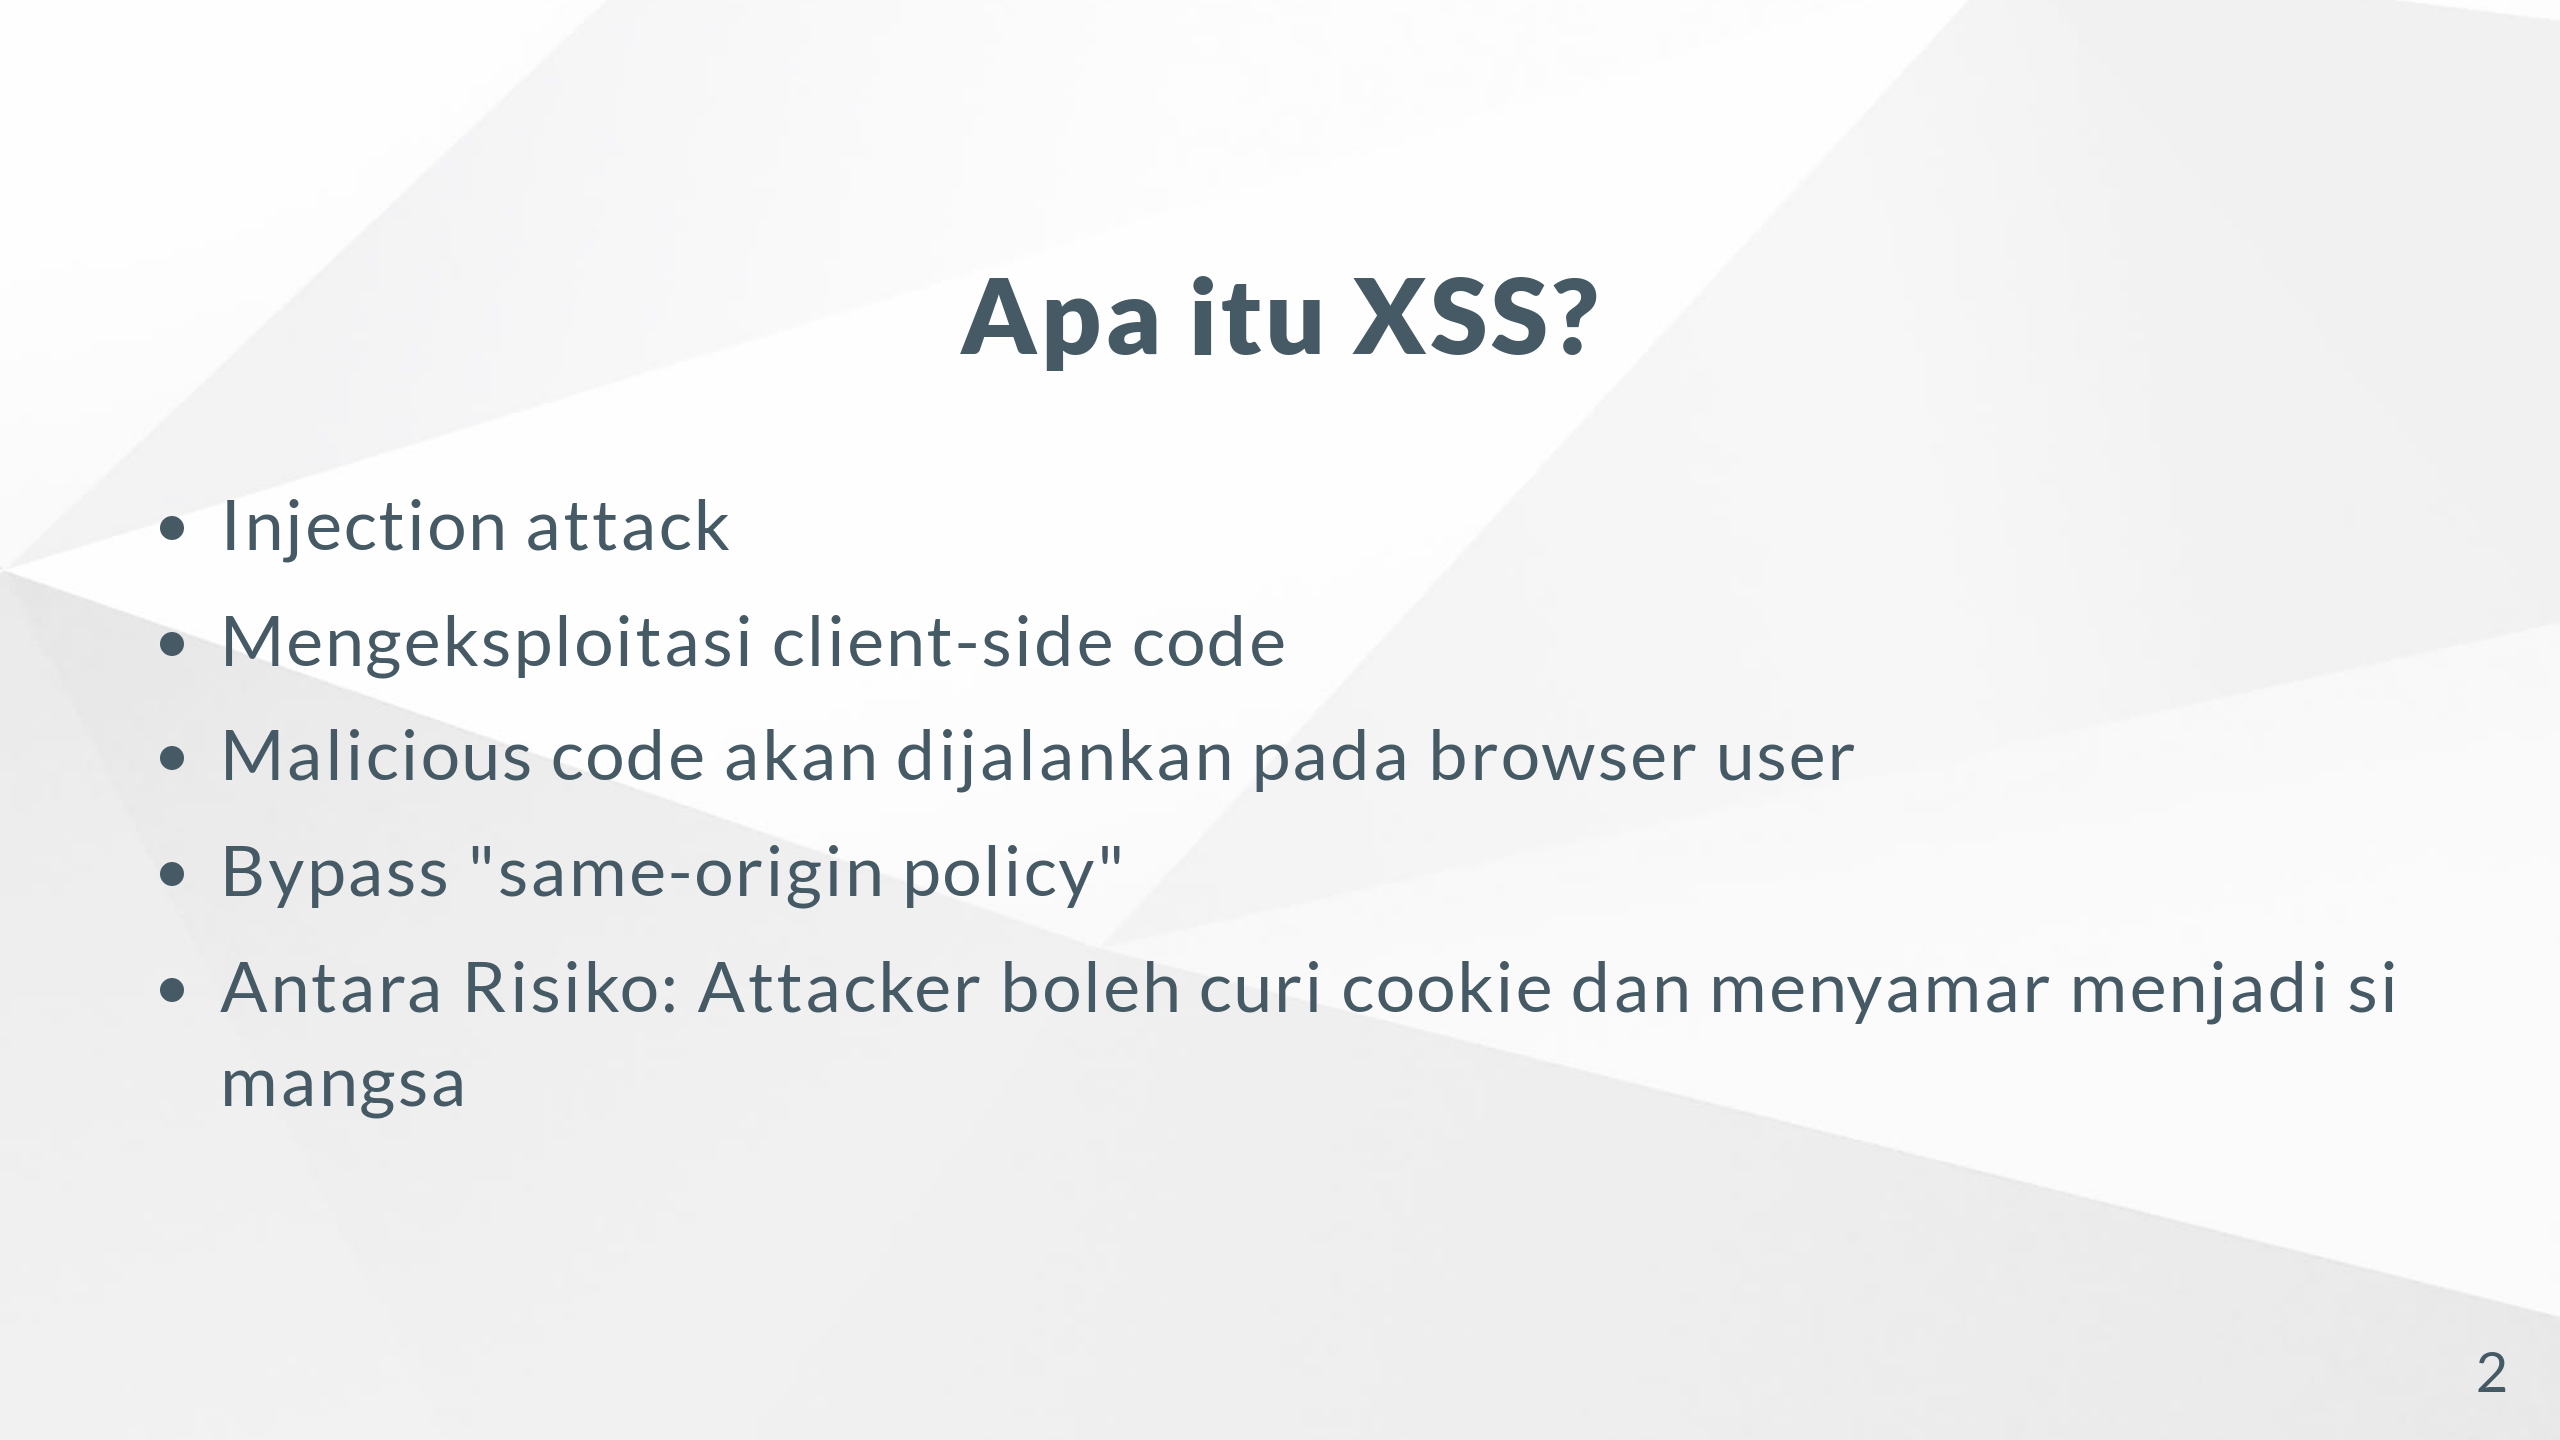 Apa itu XSS?
• Injection attack
• Mengeksploitasi client-side code
• Malicious code akan dijalankan pada browser user
• Bypass "same-origin policy"
• Antara Risiko: Attacker boleh curi cookie dan menyamar menjadi si
mangsa
2